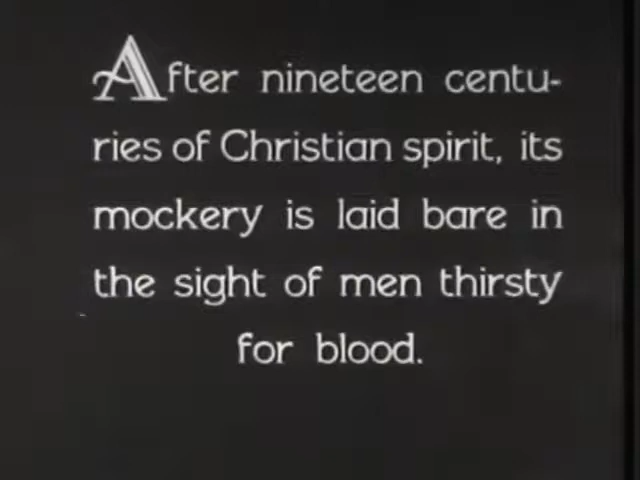 After nineteen centu-
ries of Christian spirit, its
mockery is laid bare in
the sight of men thirsty
for blood.